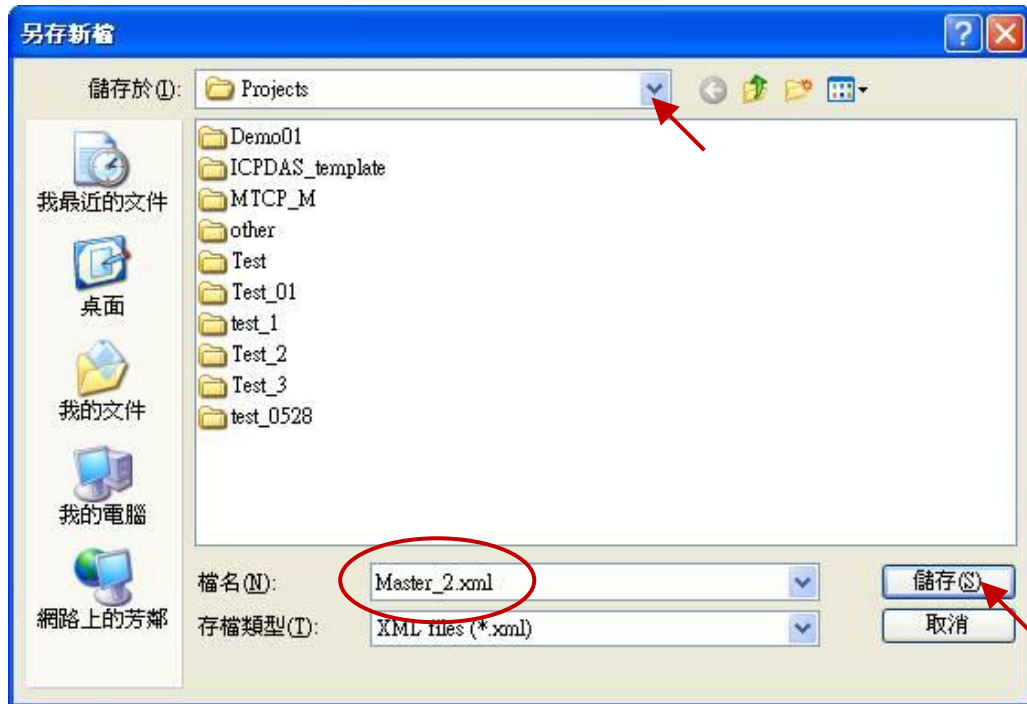 另存新檔
儲存於(I): Projects
Demo01
ICPDAS_template
MTCP_M
other
Test
Test_01
test_1
Test_2
Test_3
test_0528
我最近的文件
桌面
我的文件
我的電腦
網路上的芳鄰
檔名(N): Master_2.xml 儲存(S)
存檔類型(T): XML files (*.xml) 取消